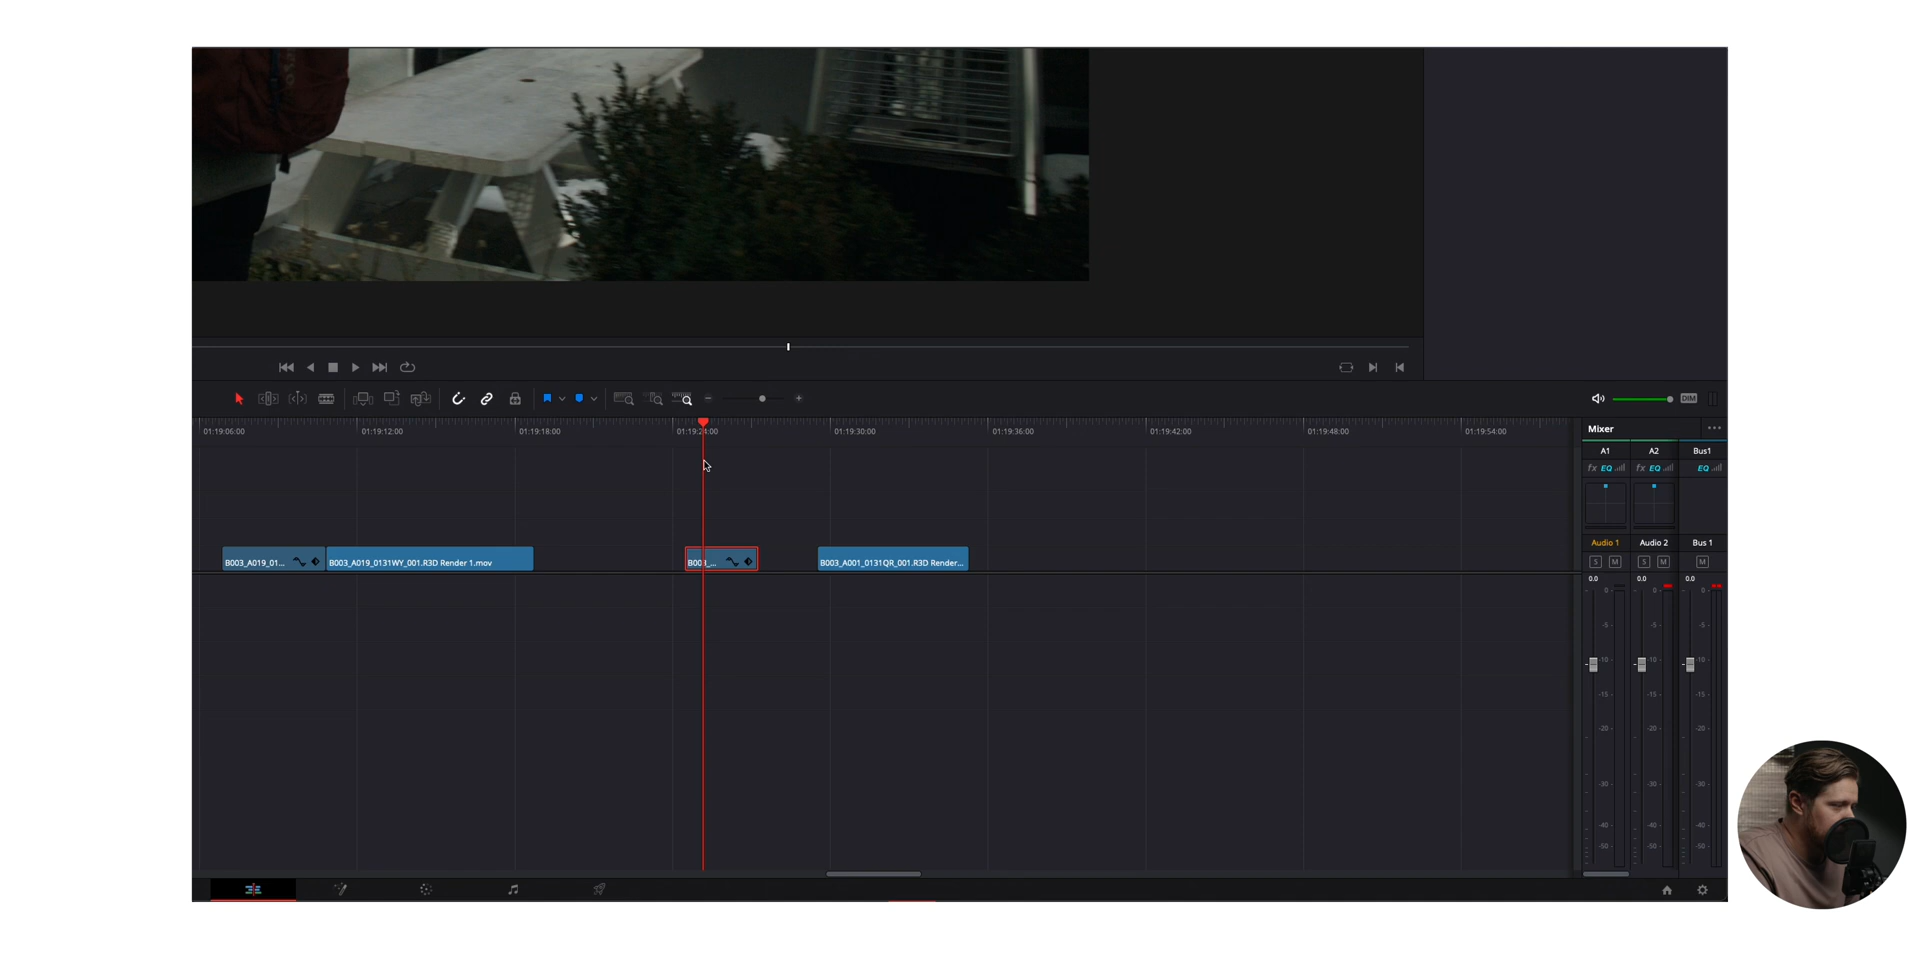 DIM
01:19:06:00
01:19:12:00
01:19:18:00
01:19:24:00
01:19:30:00
01:19:36:00
01:19:42:00
01:19:48:00
01:19:54:00
Mixer
A1
A2
Bus1
fx EQ
fx EQ
EQ
Audio 1
Audio 2
Bus 1
S M
S M
M
0.0
0.0
0.0
0
0
0
-5
-5
-5
-10
-10
-10
-15
-15
-15
-20
-20
-20
-30
-30
-30
-40
-40
-40
-50
-50
-50
B003_A019_01...
B003_A019_0131WY_001.R3D Render 1.mov
B003_...
B003_A001_0131QR_001.R3D Render...